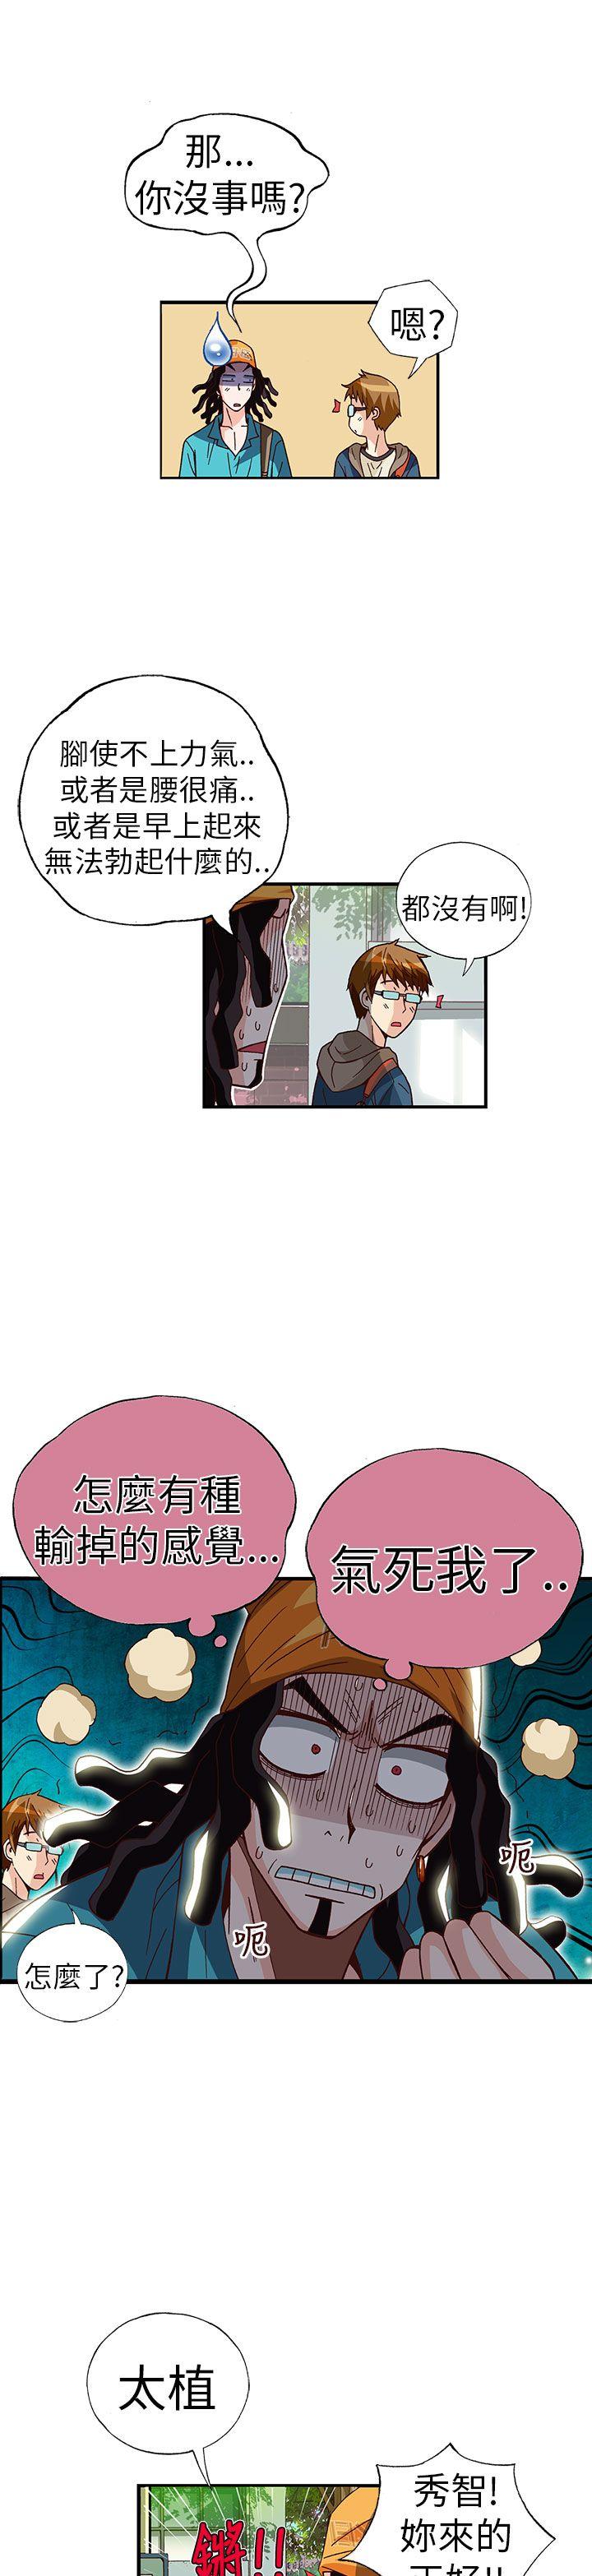 那...
你沒事嗎?
嗯?
腳使不上力氣..
或者是腰很痛..
或者是早上起來
無法勃起什麼的..
都沒有啊!
怎麼有種
輸掉的感覺...
氣死我了..
呃
呃
怎麼了?
太植
秀智!
妳來的
正好!!
鏘!!